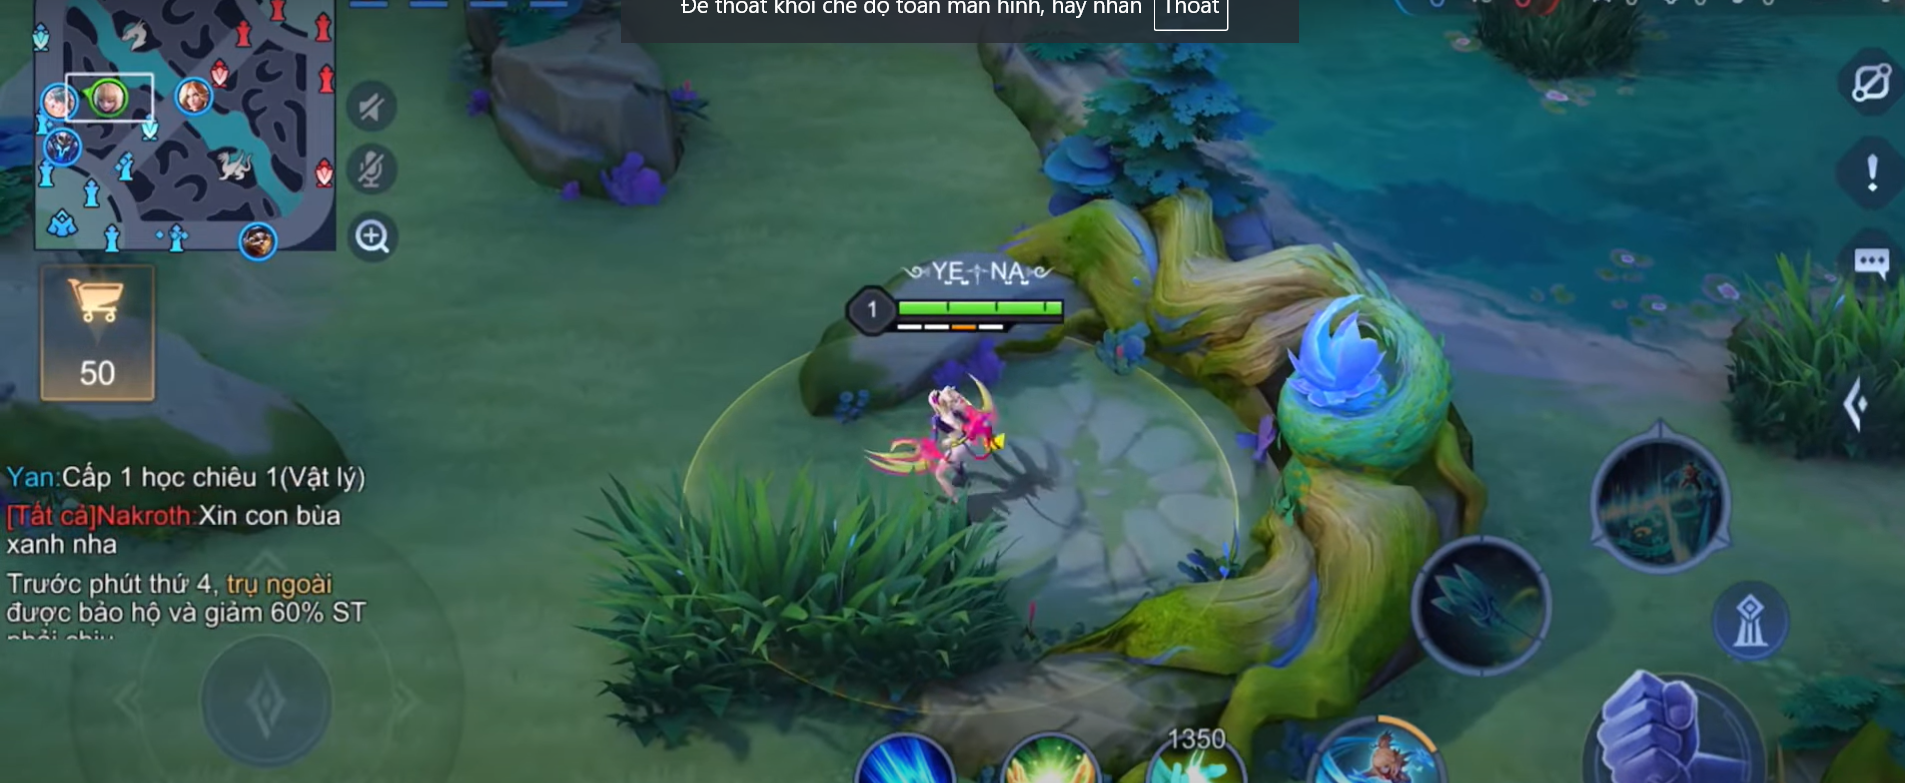 Để thoát khỏi chế độ toàn màn hình, hãy nhấn Thoát
YE NA
1
50
Yan:Cấp 1 học chiêu 1(Vật lý)
[Tất cả]Nakroth:Xin con bùa
xanh nha
Trước phút thứ 4, trụ ngoài
được bảo hộ và giảm 60% ST
phải chịu
1350